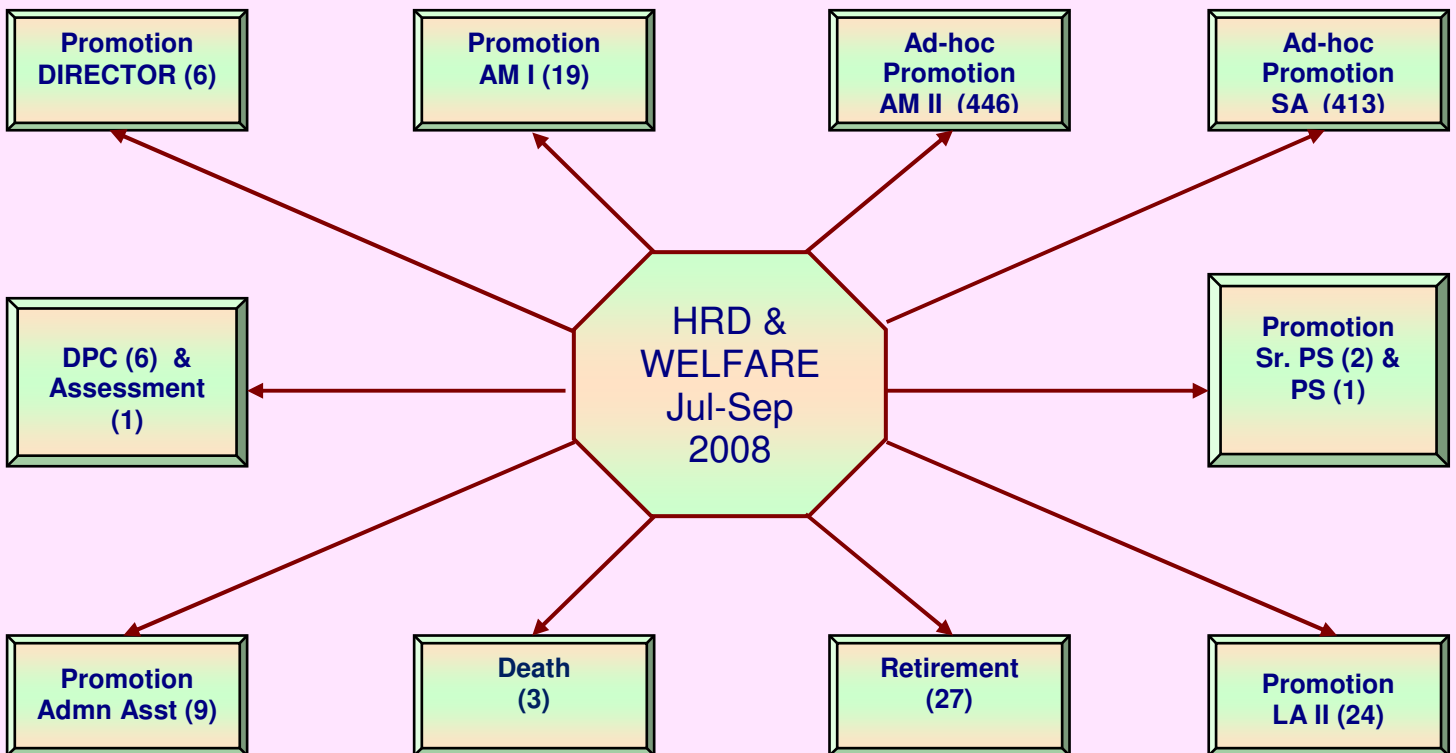 Promotion
DIRECTOR (6)
Promotion
AM I (19)
Ad-hoc
Promotion
AM II (446)
Ad-hoc
Promotion
SA (413)
DPC (6) &
Assessment
(1)
HRD &
WELFARE
Jul-Sep
2008
Promotion
Sr. PS (2) &
PS (1)
Promotion
Admn Asst (9)
Death
(3)
Retirement
(27)
Promotion
LA II (24)